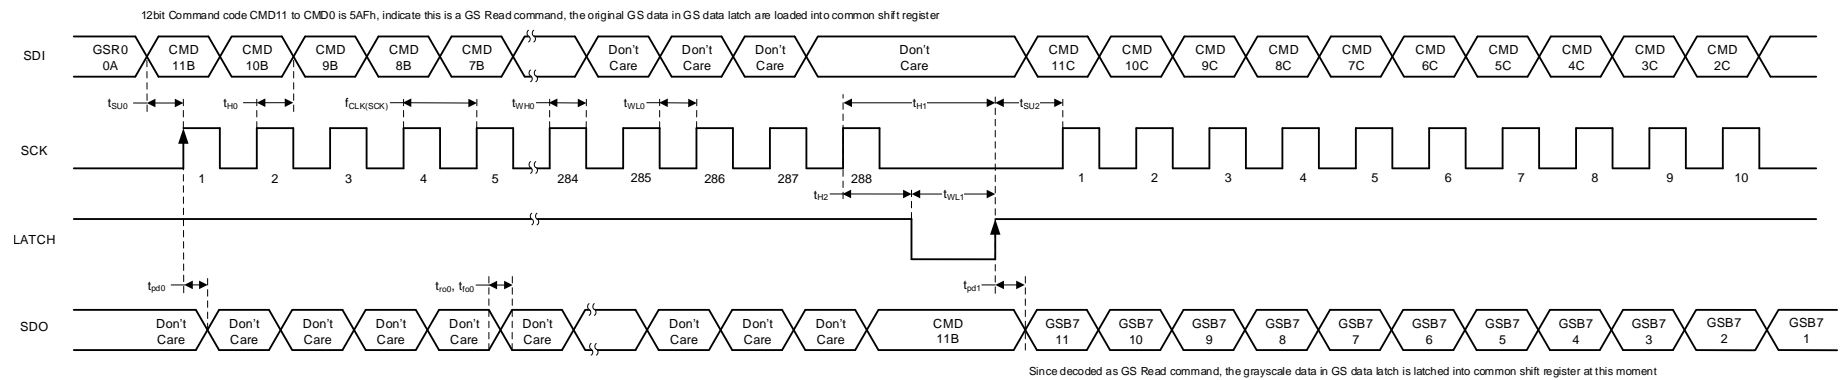 12bit Command code CMD11 to CMD0 is 5AFh, indicate this is a GS Read command, the original GS data in GS data latch are loaded into common shift register
SDI
GSR0 0A
CMD 11B
CMD 10B
CMD 9B
CMD 8B
CMD 7B
Don't Care
Don't Care
Don't Care
Don't Care
CMD 11C
CMD 10C
CMD 9C
CMD 8C
CMD 7C
CMD 6C
CMD 5C
CMD 4C
CMD 3C
CMD 2C
tSU0
tH0
fCLK(SCK)
tWH0
tWL0
tH1
tSU2
SCK
1 2 3 4 5 284 285 286 287 288 1 2 3 4 5 6 7 8 9 10
tH2
tWL1
LATCH
tpd0
tro0, tfo0
tpd1
SDO
Don't Care
Don't Care
Don't Care
Don't Care
Don't Care
Don't Care
Don't Care
Don't Care
Don't Care
CMD 11B
GSB7 11
GSB7 10
GSB7 9
GSB7 8
GSB7 7
GSB7 6
GSB7 5
GSB7 4
GSB7 3
GSB7 2
GSB7 1
Since decoded as GS Read command, the grayscale data in GS data latch is latched into common shift register at this moment